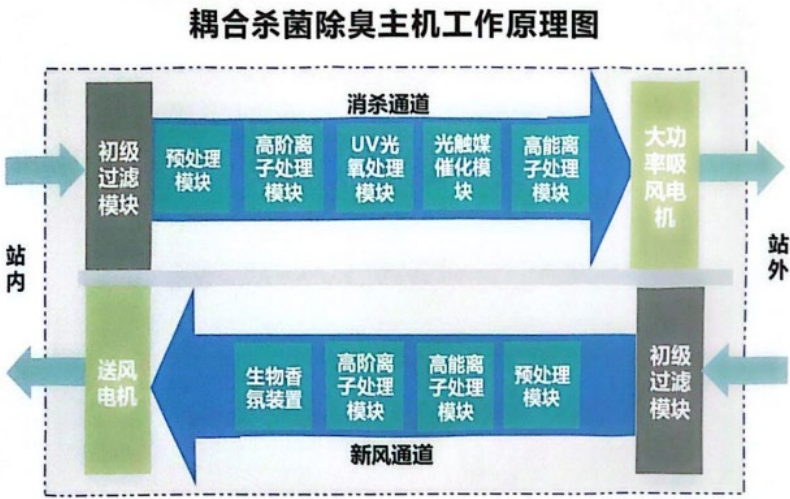 耦合杀菌除臭主机工作原理图
消杀通道
初级
过滤
模块
预处理
模块
高阶离
子处理
模块
UV光
氧处理
模块
光触媒
催化模
块
高能离
子处理
模块
大功
率吸
风电
机
站内
站外
送风
电机
生物香
氛装置
高阶离
子处理
模块
高能离
子处理
模块
预处理
模块
初级
过滤
模块
新风通道